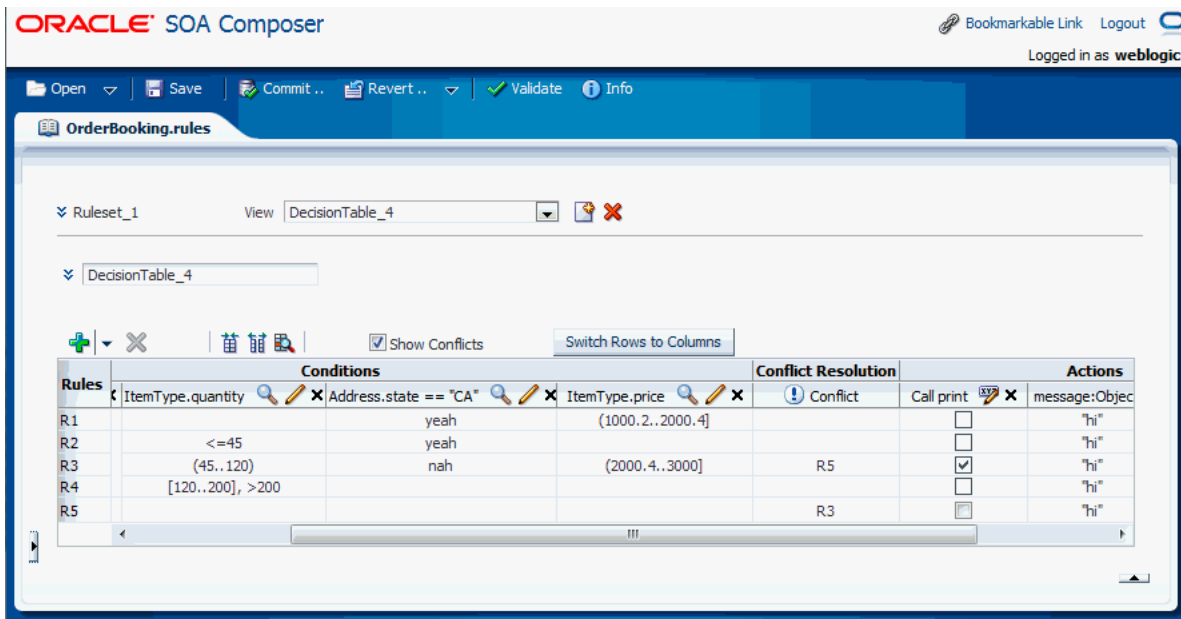 ORACLE SOA Composer
Bookmarkable Link Logout
Logged in as weblogic
Open Save Commit .. Revert .. Validate Info
OrderBooking.rules
Ruleset_1 View DecisionTable_4
DecisionTable_4
Show Conflicts Switch Rows to Columns
Rules Conditions Conflict Resolution Actions
ItemType.quantity Address.state == "CA" ItemType.price Conflict Call print message:Objec
R1 yeah (1000.2..2000.4] "hi"
R2 <=45 yeah "hi"
R3 (45..120) nah (2000.4..3000] R5 "hi"
R4 [120..200], >200 "hi"
R5 R3 "hi"